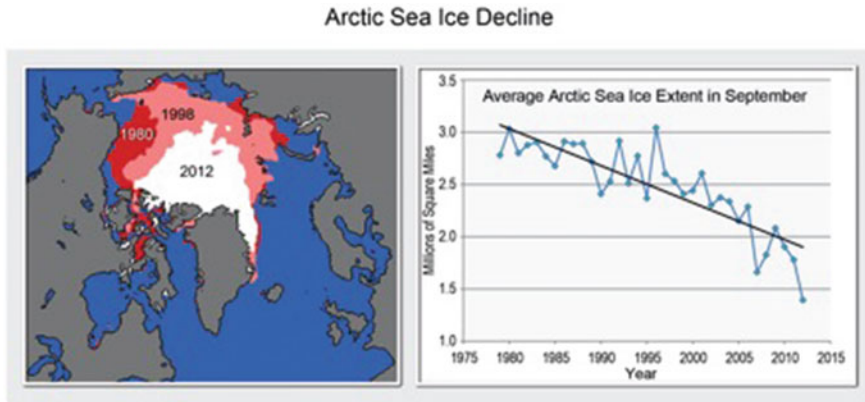 Arctic Sea Ice Decline
1998
1980
2012
3.5
Average Arctic Sea Ice Extent in September
3.0
2.5
2.0
1.5
1.0
Millions of Square Miles
1975 1980 1985 1990 1995 2000 2005 2010 2015
Year